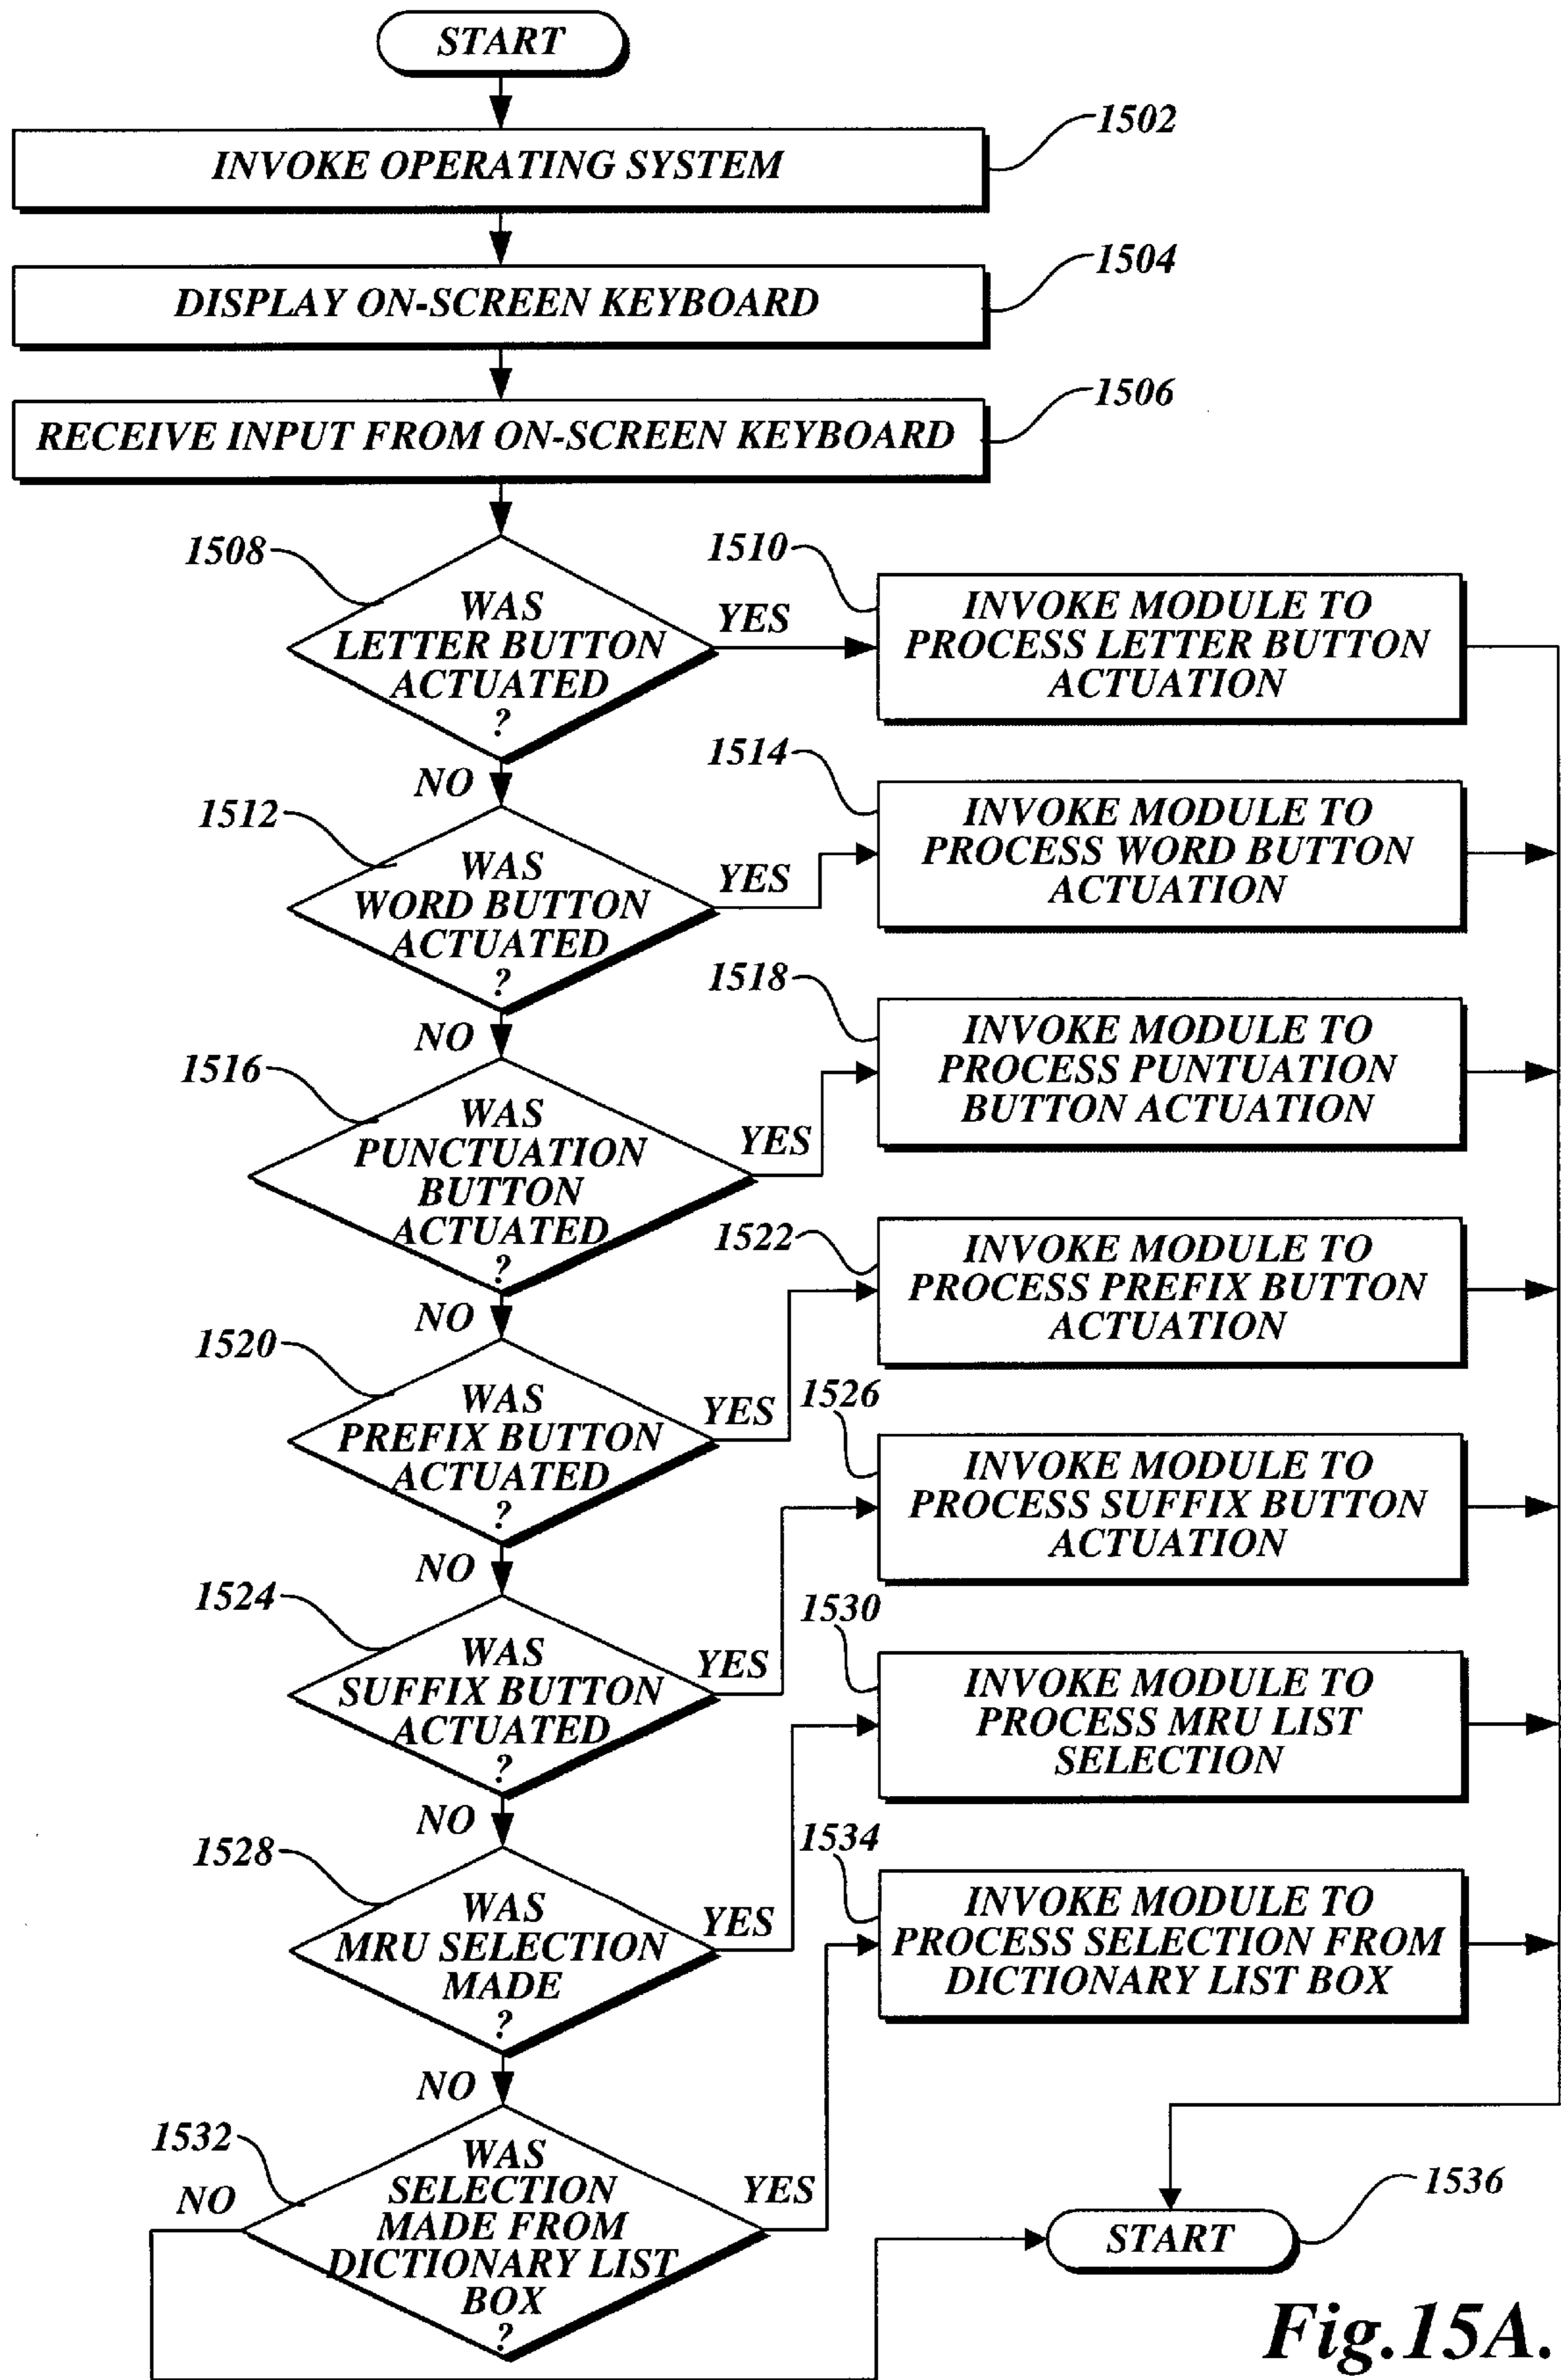 START
1502
INVOKE OPERATING SYSTEM
1504
DISPLAY ON-SCREEN KEYBOARD
1506
RECEIVE INPUT FROM ON-SCREEN KEYBOARD
1508
WAS
LETTER BUTTON
ACTUATED
?
YES
1510
INVOKE MODULE TO
PROCESS LETTER BUTTON
ACTUATION
NO
1512
WAS
WORD BUTTON
ACTUATED
?
YES
1514
INVOKE MODULE TO
PROCESS WORD BUTTON
ACTUATION
NO
1516
WAS
PUNCTUATION
BUTTON
ACTUATED
?
YES
1518
INVOKE MODULE TO
PROCESS PUNTUATION
BUTTON ACTUATION
NO
1520
WAS
PREFIX BUTTON
ACTUATED
?
YES
1522
INVOKE MODULE TO
PROCESS PREFIX BUTTON
ACTUATION
NO
1524
WAS
SUFFIX BUTTON
ACTUATED
?
YES
1526
INVOKE MODULE TO
PROCESS SUFFIX BUTTON
ACTUATION
NO
1528
WAS
MRU SELECTION
MADE
?
YES
1530
INVOKE MODULE TO
PROCESS MRU LIST
SELECTION
NO
1532
WAS
SELECTION
MADE FROM
DICTIONARY LIST
BOX
?
YES
1534
INVOKE MODULE TO
PROCESS SELECTION FROM
DICTIONARY LIST BOX
NO
1536
START
Fig.15A.